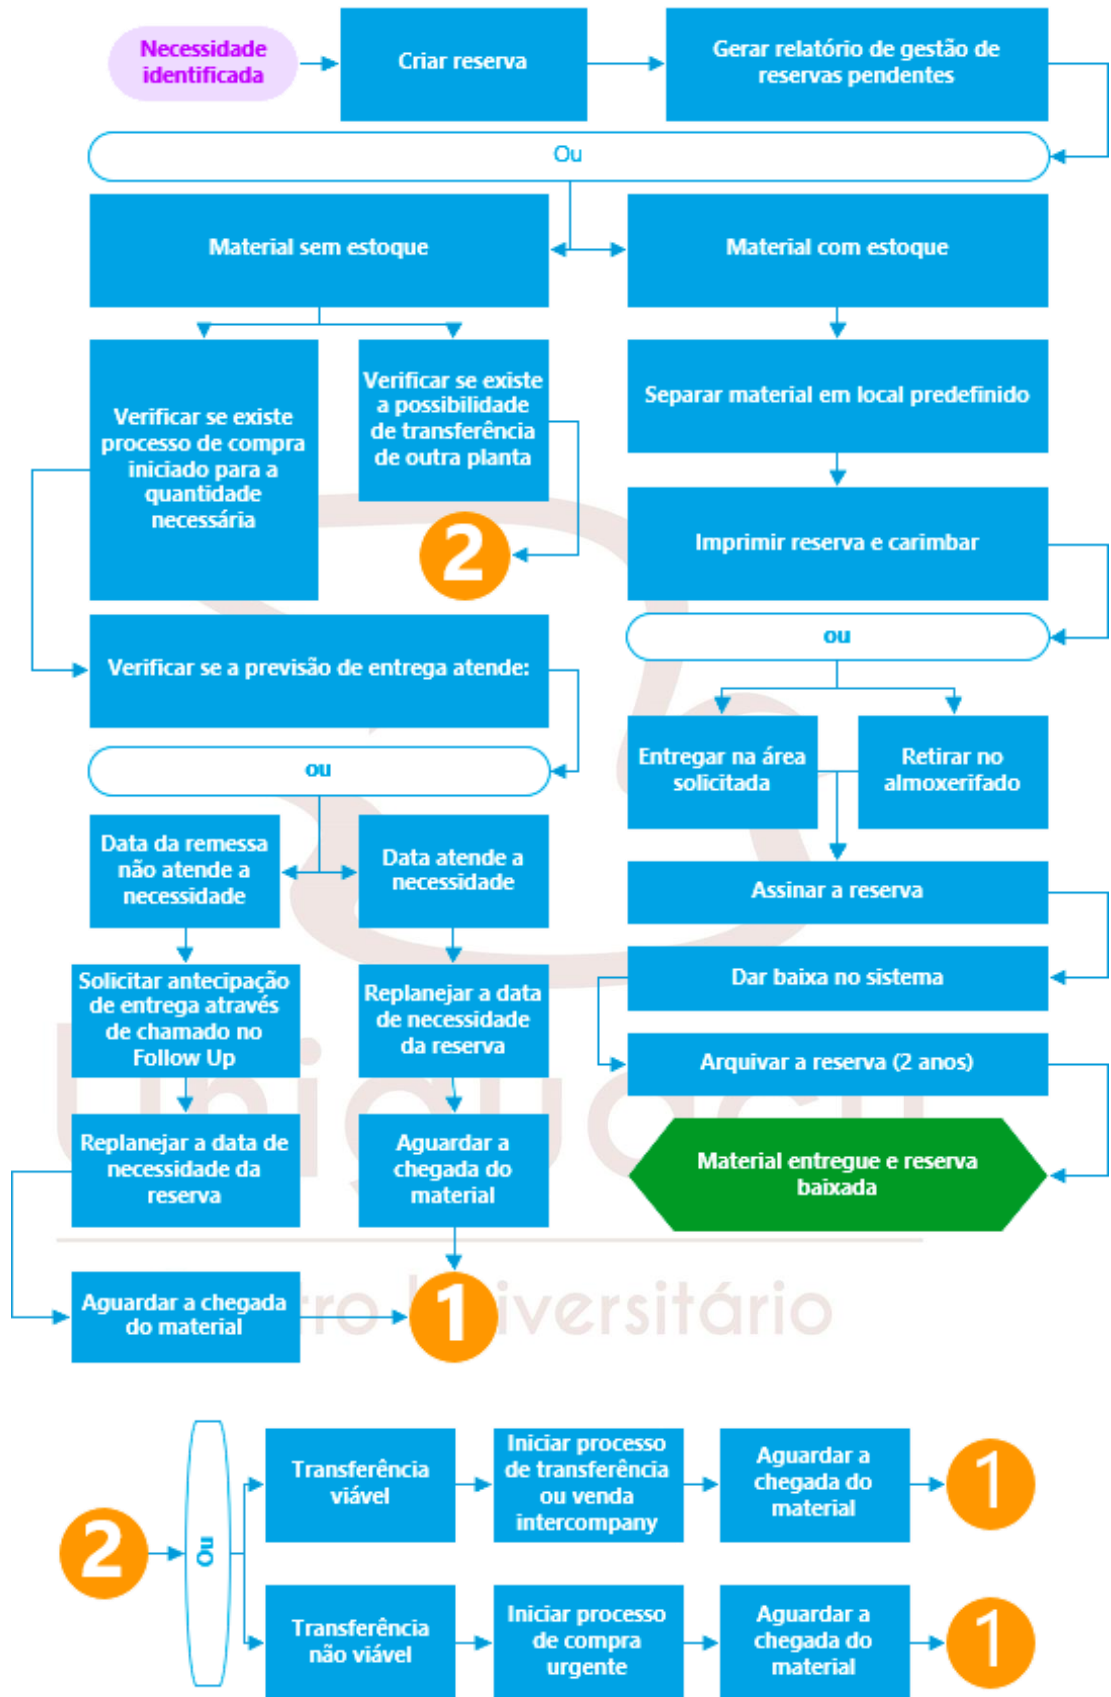 Necessidade
identificada
Criar reserva
Gerar relatório de gestão de
reservas pendentes
Ou
Material sem estoque
Material com estoque
Verificar se existe
processo de compra
iniciado para a
quantidade
necessária
Verificar se existe
a possibilidade
de transferência
de outra planta
2
Separar material em local predefinido
Imprimir reserva e carimbar
ou
Verificar se a previsão de entrega atende:
ou
Entregar na área
solicitada
Retirar no
almoxerifado
Data da remessa
não atende a
necessidade
Data atende a
necessidade
Assinar a reserva
Solicitar antecipação
de entrega através
de chamado no
Follow Up
Replanejar a data
de necessidade
da reserva
Dar baixa no sistema
Arquivar a reserva (2 anos)
Replanejar a data de
necessidade da
reserva
Aguardar a
chegada do
material
Material entregue e reserva
baixada
Aguardar a chegada
do material
1
2
Ou
Transferência
viável
Iniciar processo
de transferência
ou venda
intercompany
Aguardar a
chegada do
material
1
Transferência
não viável
Iniciar processo
de compra
urgente
Aguardar a
chegada do
material
1